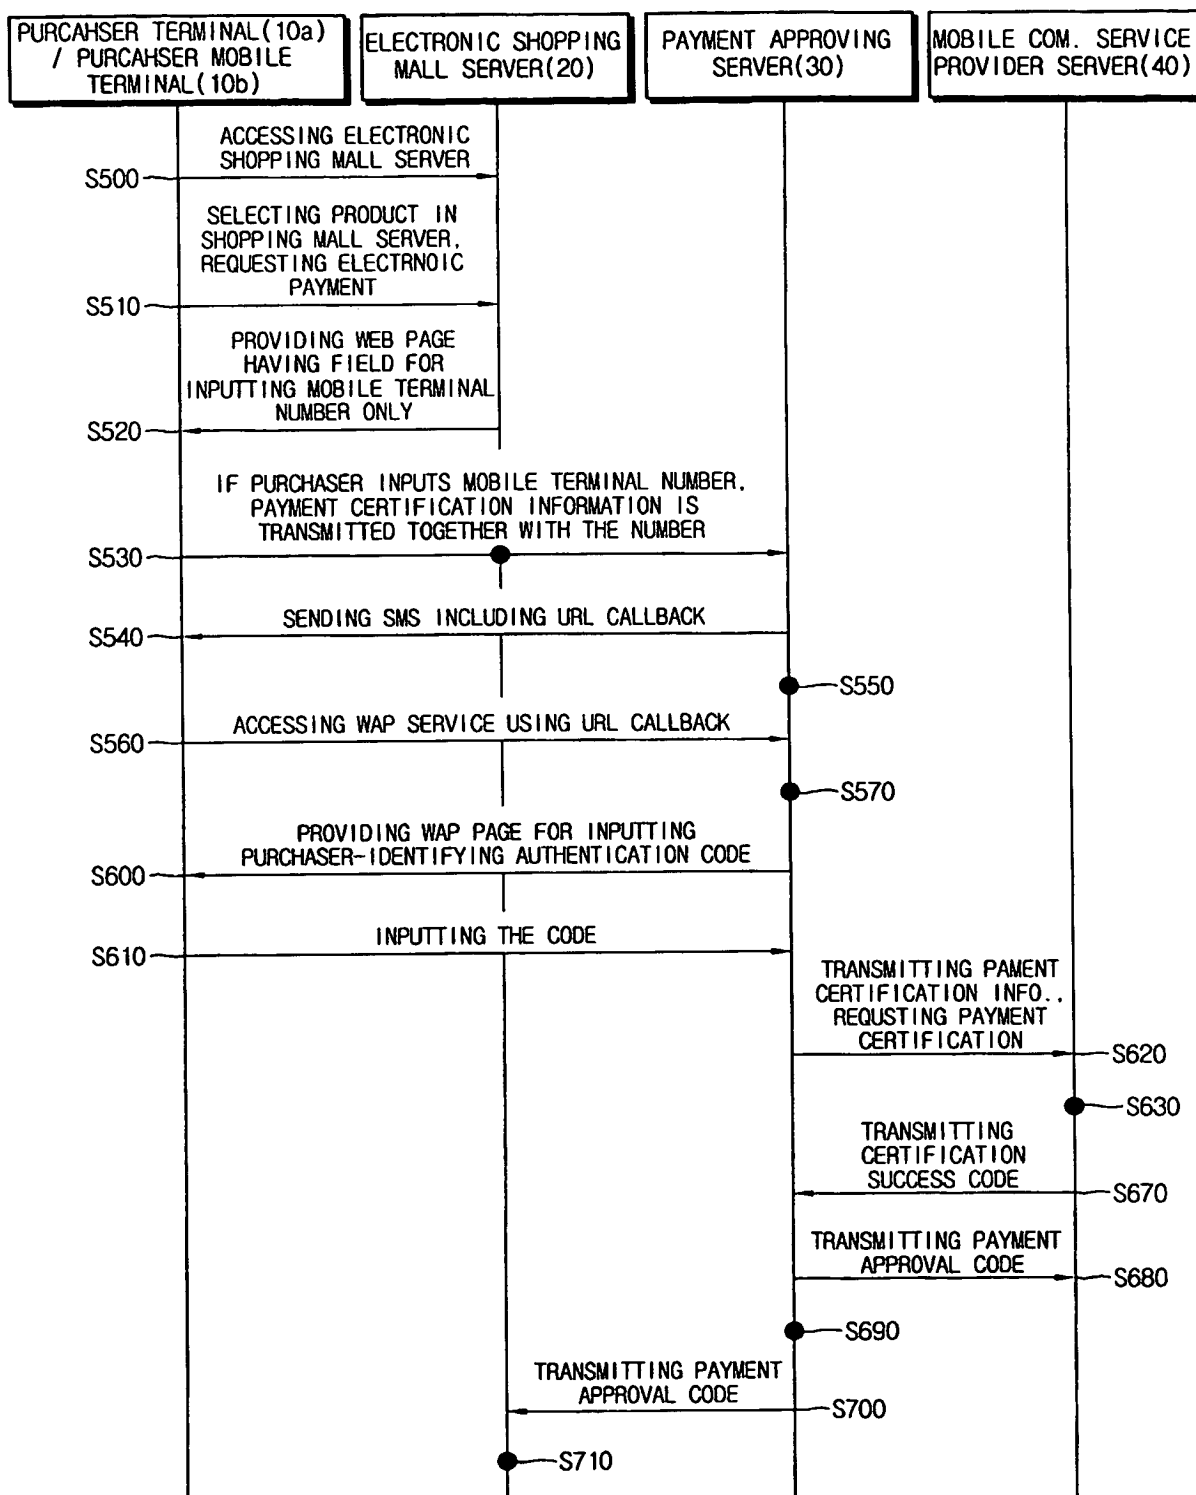 PURCAHSER TERMINAL(10a)
/ PURCAHSER MOBILE
TERMINAL(10b)
ELECTRONIC SHOPPING
MALL SERVER(20)
PAYMENT APPROVING
SERVER(30)
MOBILE COM. SERVICE
PROVIDER SERVER(40)
ACCESSING ELECTRONIC
SHOPPING MALL SERVER
S500
SELECTING PRODUCT IN
SHOPPING MALL SERVER,
REQUESTING ELECTRNOIC
PAYMENT
S510
PROVIDING WEB PAGE
HAVING FIELD FOR
INPUTTING MOBILE TERMINAL
NUMBER ONLY
S520
IF PURCHASER INPUTS MOBILE TERMINAL NUMBER,
PAYMENT CERTIFICATION INFORMATION IS
TRANSMITTED TOGETHER WITH THE NUMBER
S530
SENDING SMS INCLUDING URL CALLBACK
S540
S550
ACCESSING WAP SERVICE USING URL CALLBACK
S560
S570
PROVIDING WAP PAGE FOR INPUTTING
PURCHASER-IDENTIFYING AUTHENTICATION CODE
S600
INPUTTING THE CODE
S610
TRANSMITTING PAMENT
CERTIFICATION INFO.,
REQUSTING PAYMENT
CERTIFICATION
S620
S630
TRANSMITTING
CERTIFICATION
SUCCESS CODE
S670
TRANSMITTING PAYMENT
APPROVAL CODE
S680
S690
TRANSMITTING PAYMENT
APPROVAL CODE
S700
S710